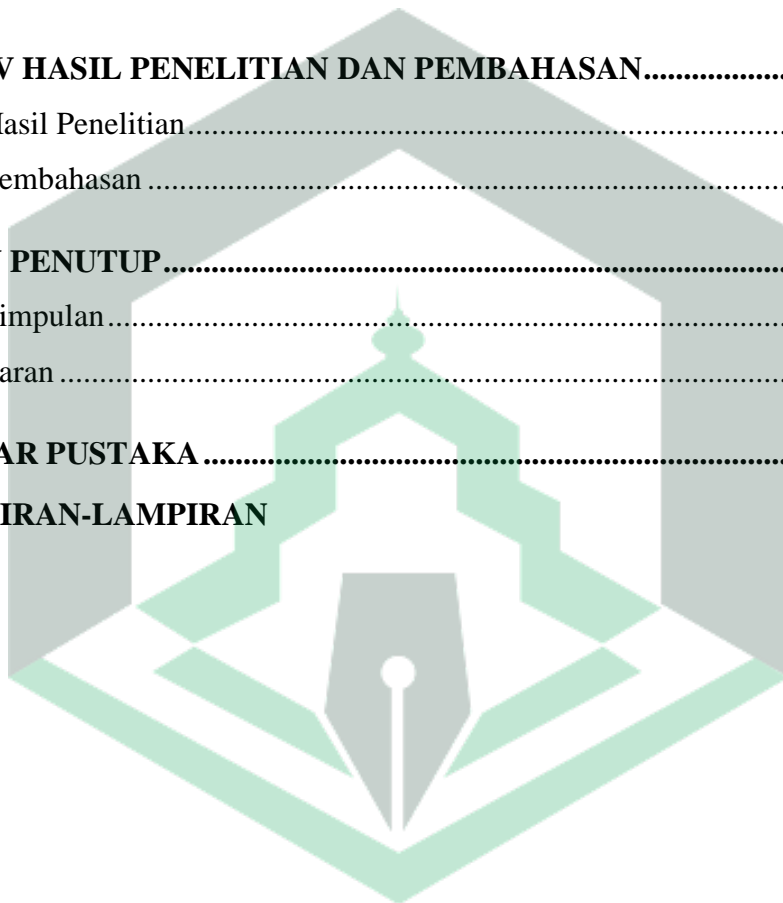 V HASIL PENELITIAN DAN PEMBAHASAN....................
Hasil Penelitian....................................................................................
embahasan ..........................................................................................
PENUTUP................................................................................
impulan................................................................................................
aran ......................................................................................................
AR PUSTAKA ..........................................................................
IRAN-LAMPIRAN